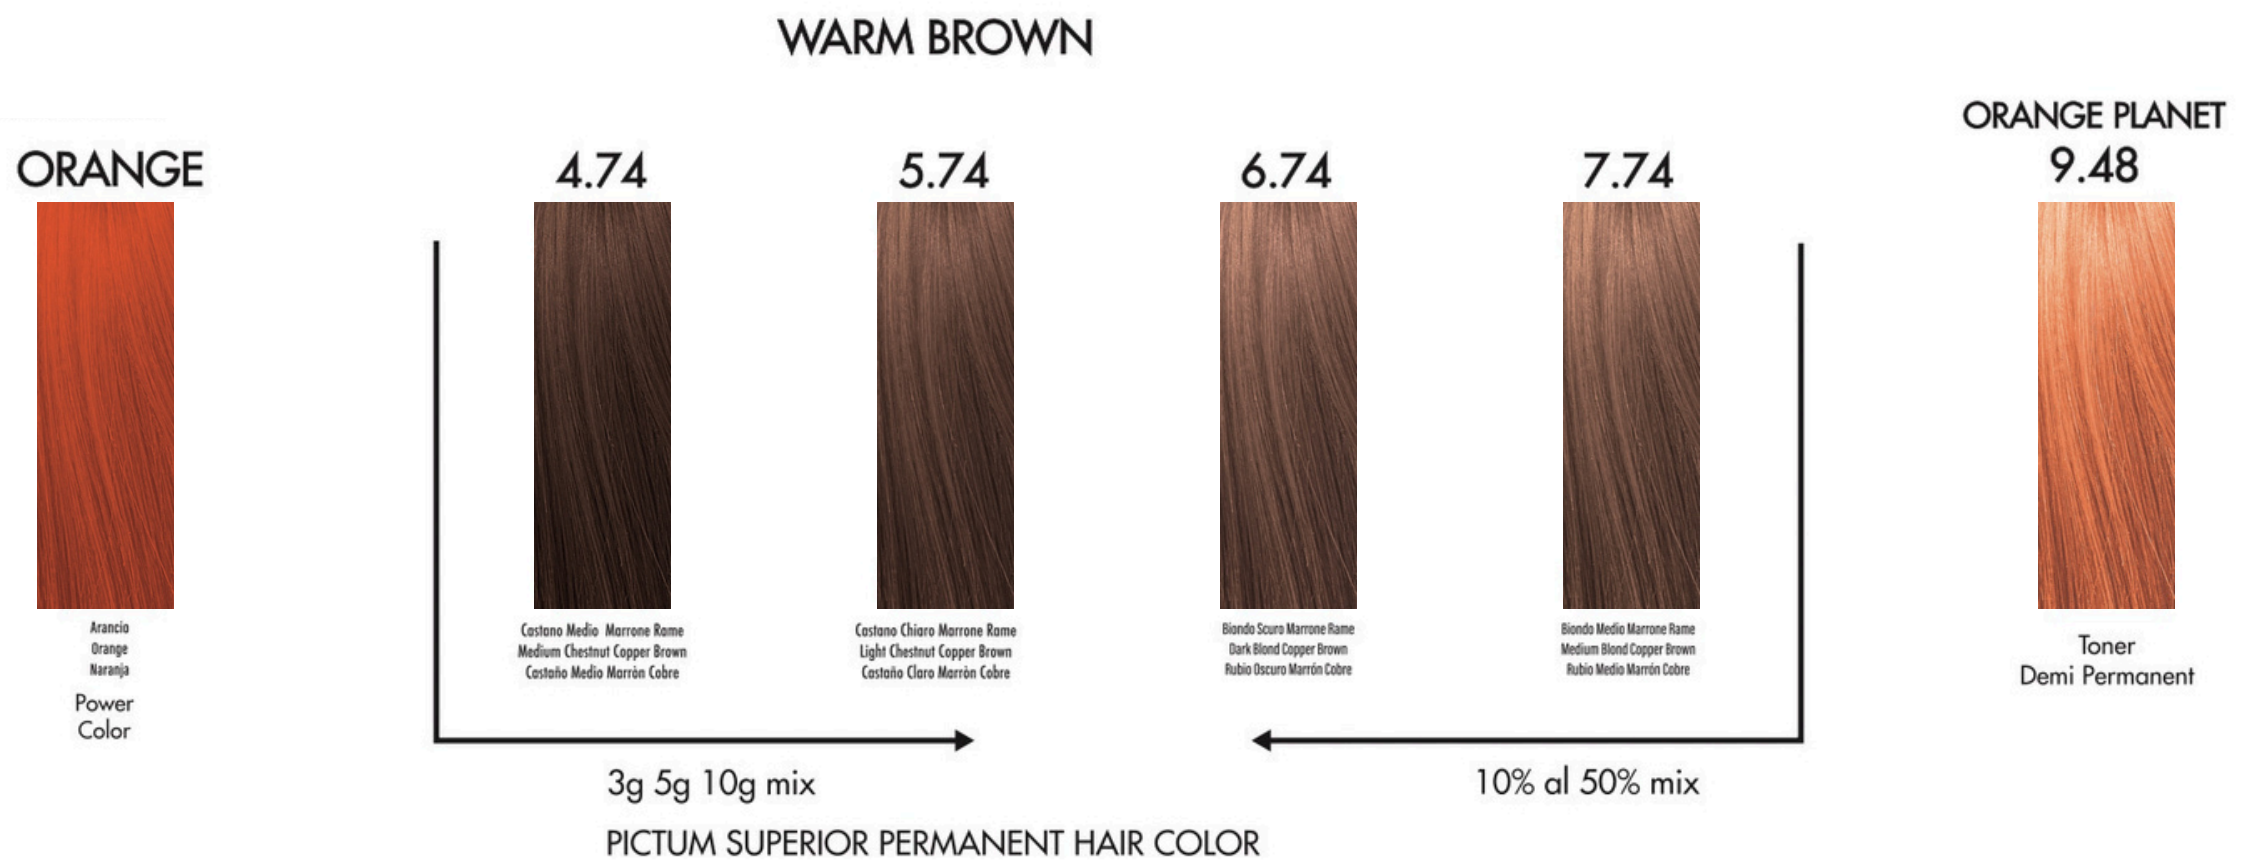 WARM BROWN
ORANGE
Arancio
Orange
Naranja
Power
Color
4.74
Castano Medio Marrone Rame
Medium Chestnut Copper Brown
Castaño Medio Marròn Cobre
5.74
Castano Chiaro Marrone Rame
Light Chestnut Copper Brown
Castaño Claro Marròn Cobre
6.74
Biondo Scuro Marrone Rame
Dark Blond Copper Brown
Rubio Oscuro Marrón Cobre
7.74
Biondo Medio Marrone Rame
Medium Blond Copper Brown
Rubio Medio Marrón Cobre
ORANGE PLANET
9.48
Toner
Demi Permanent
3g 5g 10g mix
10% al 50% mix
PICTUM SUPERIOR PERMANENT HAIR COLOR